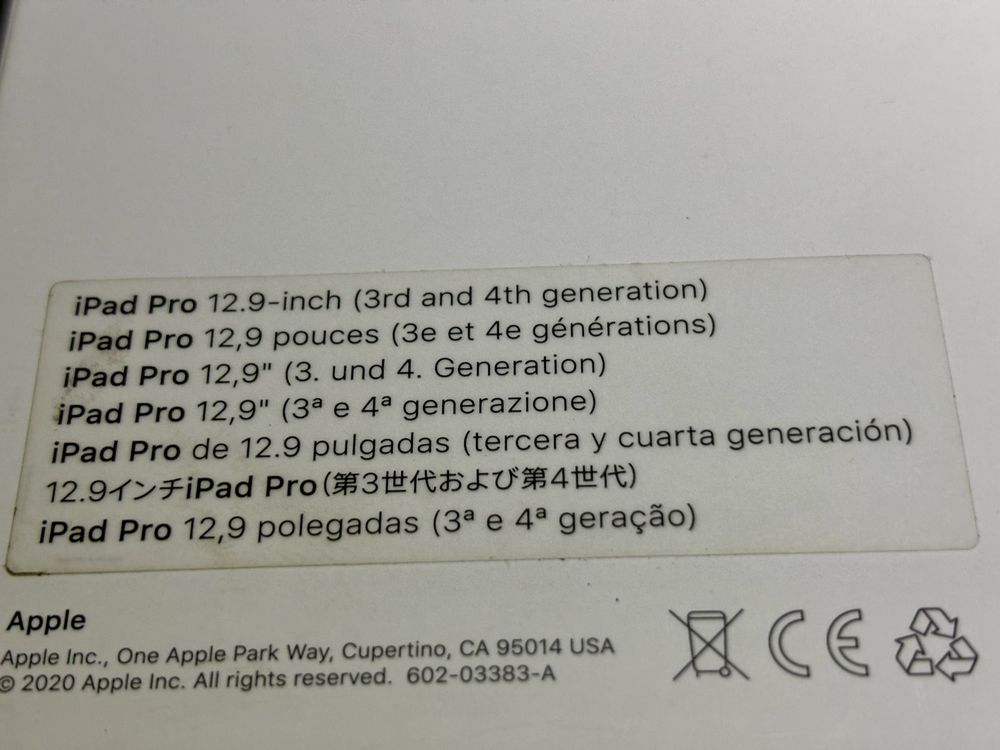 iPad Pro 12.9-inch (3rd and 4th generation)
iPad Pro 12,9 pouces (3e et 4e générations)
iPad Pro 12,9" (3. und 4. Generation)
iPad Pro 12,9" (3ª e 4ª generazione)
iPad Pro de 12.9 pulgadas (tercera y cuarta generación)
12.9インチiPad Pro(第3世代および第4世代)
iPad Pro 12,9 polegadas (3ª e 4ª geração)
Apple
Apple Inc., One Apple Park Way, Cupertino, CA 95014 USA
© 2020 Apple Inc. All rights reserved. 602-03383-A
CE